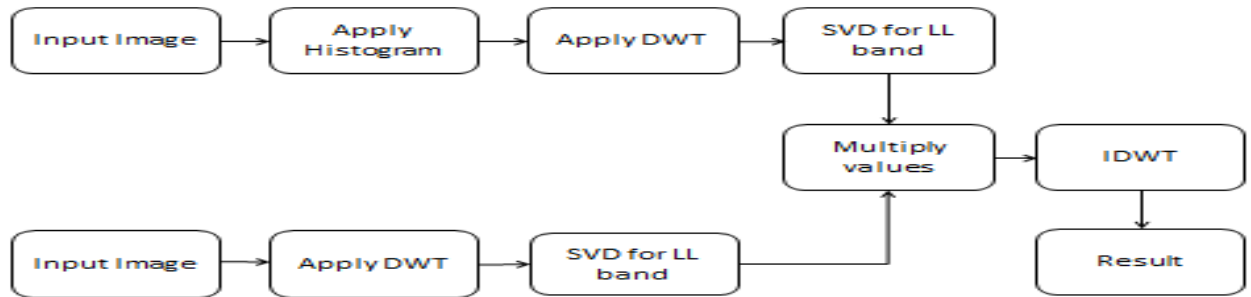 Input Image
Apply
Histogram
Apply DWT
SVD for LL
band
Multiply
values
IDWT
Input Image
Apply DWT
SVD for LL
band
Result